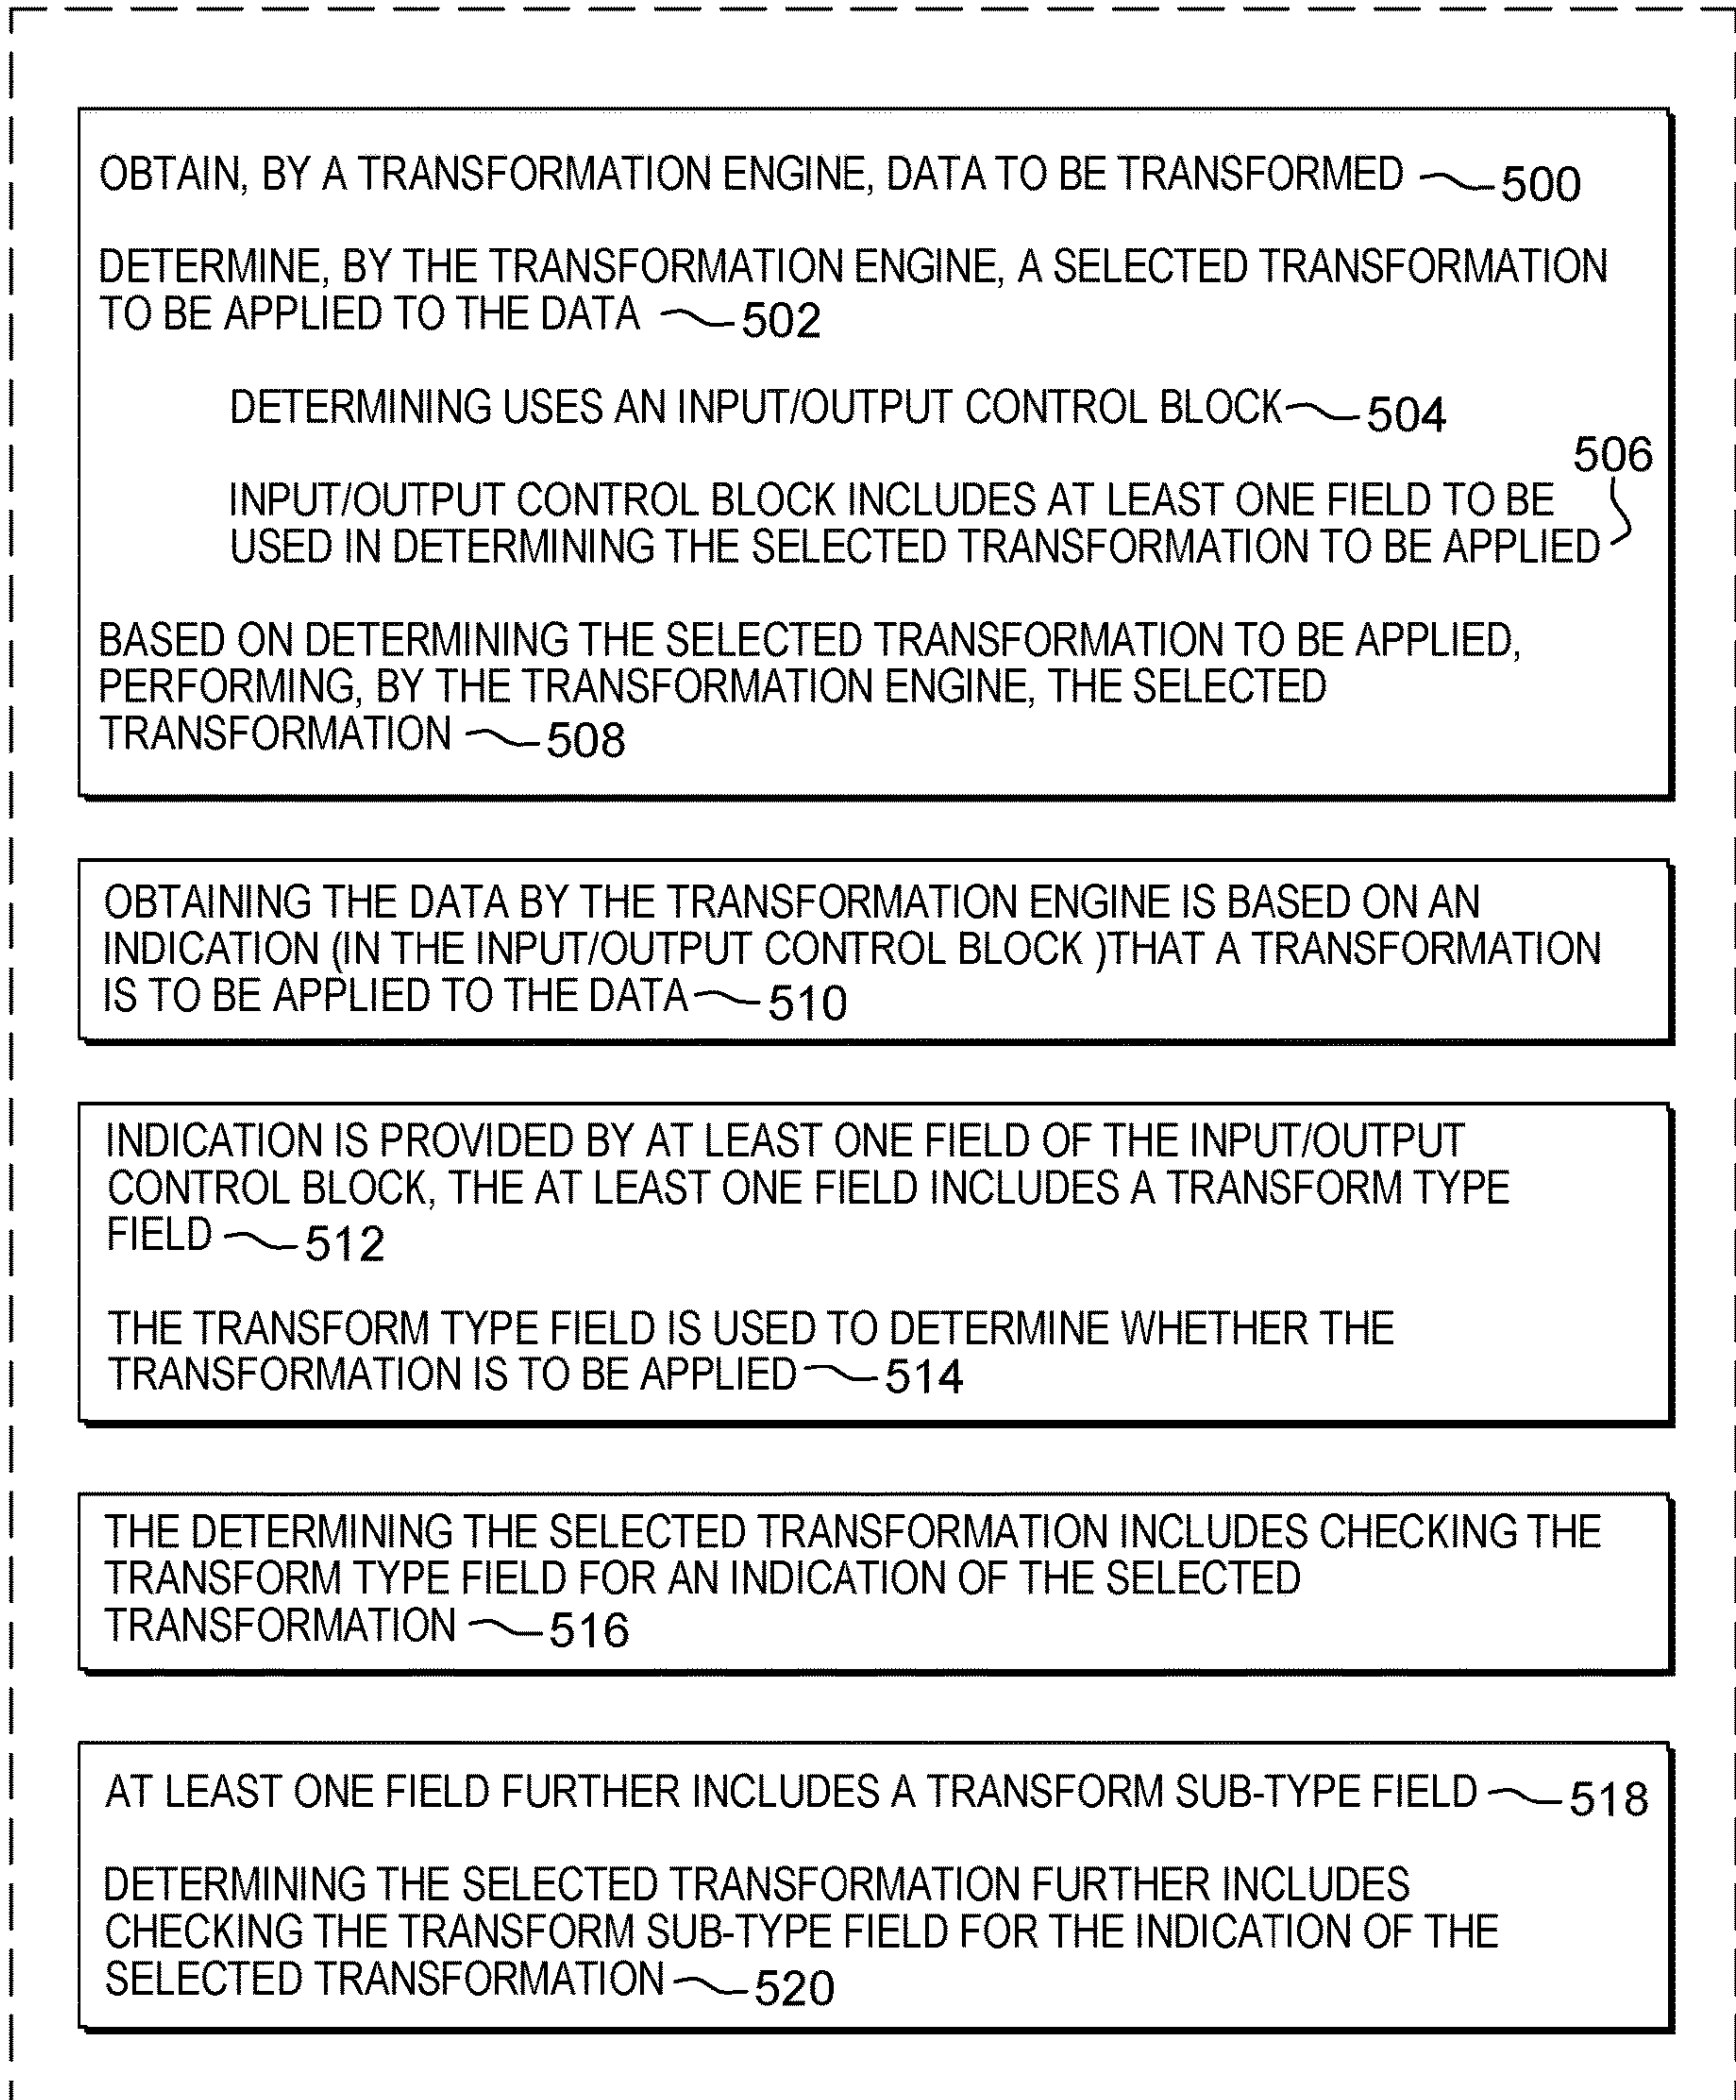 OBTAIN, BY A TRANSFORMATION ENGINE, DATA TO BE TRANSFORMED 500
DETERMINE, BY THE TRANSFORMATION ENGINE, A SELECTED TRANSFORMATION
TO BE APPLIED TO THE DATA 502
DETERMINING USES AN INPUT/OUTPUT CONTROL BLOCK 504
506
INPUT/OUTPUT CONTROL BLOCK INCLUDES AT LEAST ONE FIELD TO BE
USED IN DETERMINING THE SELECTED TRANSFORMATION TO BE APPLIED
BASED ON DETERMINING THE SELECTED TRANSFORMATION TO BE APPLIED,
PERFORMING, BY THE TRANSFORMATION ENGINE, THE SELECTED
TRANSFORMATION 508
OBTAINING THE DATA BY THE TRANSFORMATION ENGINE IS BASED ON AN
INDICATION (IN THE INPUT/OUTPUT CONTROL BLOCK )THAT A TRANSFORMATION
IS TO BE APPLIED TO THE DATA 510
INDICATION IS PROVIDED BY AT LEAST ONE FIELD OF THE INPUT/OUTPUT
CONTROL BLOCK, THE AT LEAST ONE FIELD INCLUDES A TRANSFORM TYPE
FIELD 512
THE TRANSFORM TYPE FIELD IS USED TO DETERMINE WHETHER THE
TRANSFORMATION IS TO BE APPLIED 514
THE DETERMINING THE SELECTED TRANSFORMATION INCLUDES CHECKING THE
TRANSFORM TYPE FIELD FOR AN INDICATION OF THE SELECTED
TRANSFORMATION 516
AT LEAST ONE FIELD FURTHER INCLUDES A TRANSFORM SUB-TYPE FIELD 518
DETERMINING THE SELECTED TRANSFORMATION FURTHER INCLUDES
CHECKING THE TRANSFORM SUB-TYPE FIELD FOR THE INDICATION OF THE
SELECTED TRANSFORMATION 520